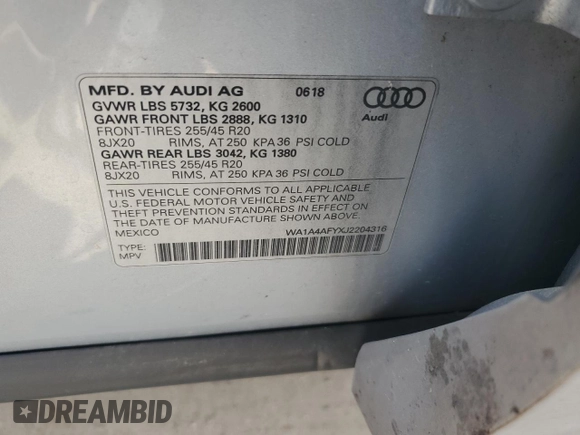 MFD. BY AUDI AG 0618
GVWR LBS 5732, KG 2600
GAWR FRONT LBS 2888, KG 1310
FRONT-TIRES 255/45 R20
8JX20 RIMS, AT 250 KPA 36 PSI COLD
GAWR REAR LBS 3042, KG 1380
REAR-TIRES 255/45 R20
8JX20 RIMS, AT 250 KPA 36 PSI COLD
Audi
THIS VEHICLE CONFORMS TO ALL APPLICABLE
U.S. FEDERAL MOTOR VEHICLE SAFETY AND
THEFT PREVENTION STANDARDS IN EFFECT ON
THE DATE OF MANUFACTURE SHOWN ABOVE.
MEXICO WA1A4AFYXJ2204316
TYPE:
MPV
DREAMBID